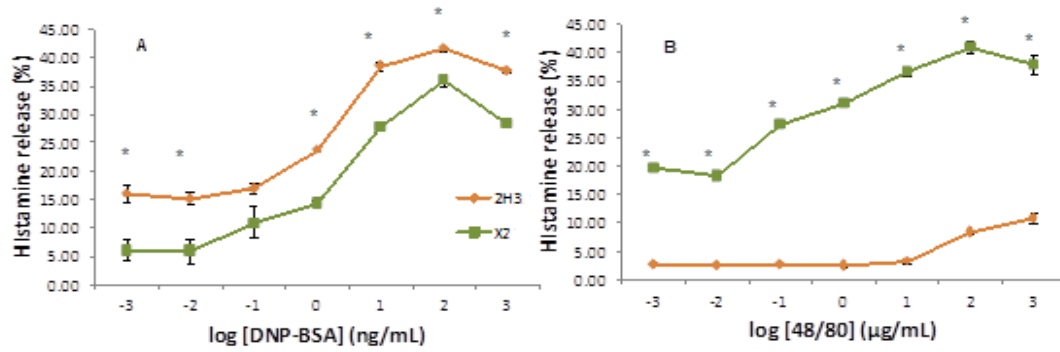 A
Histamine release (%)
45.00
40.00
35.00
30.00
25.00
20.00
15.00
10.00
5.00
0.00
* * * * * *
2H3
X2
-3 -2 -1 0 1 2 3
log [DNP-BSA] (ng/mL)
B
Histamine release (%)
45.00
40.00
35.00
30.00
25.00
20.00
15.00
10.00
5.00
0.00
* * * * * * *
-3 -2 -1 0 1 2 3
log [48/80] (µg/mL)